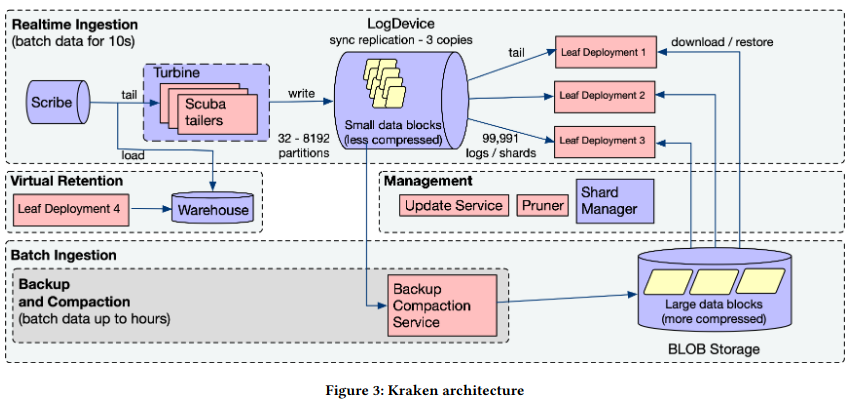 Realtime Ingestion
(batch data for 10s)
LogDevice
sync replication - 3 copies
Scribe
tail
Turbine
Scuba
tailers
write
Small data blocks
(less compressed)
32 - 8192
partitions
tail
99,991
logs / shards
Leaf Deployment 1
Leaf Deployment 2
Leaf Deployment 3
download / restore
load
Virtual Retention
Leaf Deployment 4
Warehouse
Management
Update Service
Pruner
Shard
Manager
Batch Ingestion
Backup
and Compaction
(batch data up to hours)
Backup
Compaction
Service
Large data blocks
(more compressed)
BLOB Storage
Figure 3: Kraken architecture